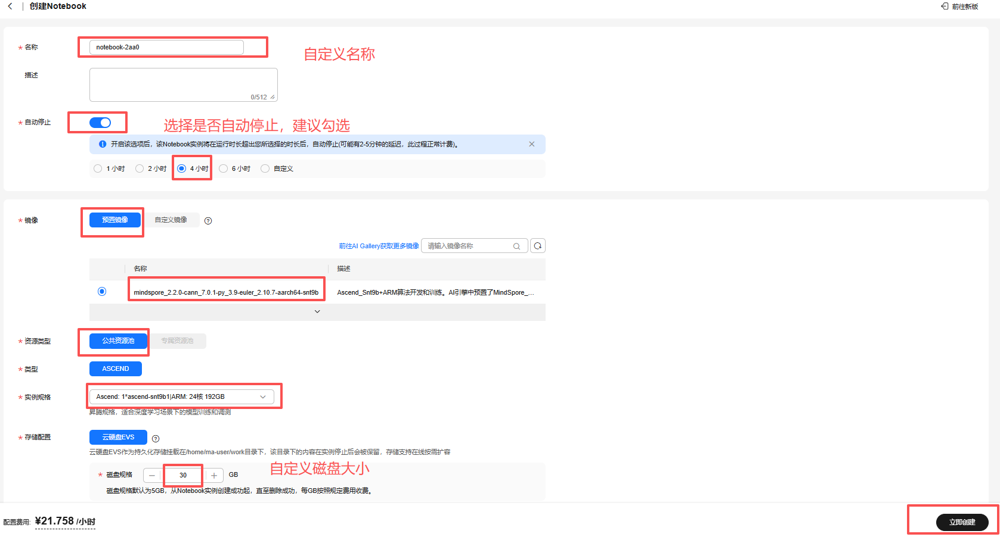 创建Notebook
前往新版
* 名称
notebook-2aa0
自定义名称
描述
0/512
* 自动停止
选择是否自动停止，建议勾选
开启该选项后，该Notebook实例将在运行时长超出您所选择的时长后，自动停止(可能有2-5分钟的延迟，此过程正常计费)。
1 小时 2 小时 4 小时 6 小时 自定义
* 镜像
预置镜像 自定义镜像
前往AI Gallery获取更多镜像 请输入镜像名称
名称 描述
mindspore_2.2.0-cann_7.0.1-py_3.9-euler_2.10.7-aarch64-snt9b Ascend_Snt9b+ARM算法开发和训练。AI引擎中预置了MindSpore_...
* 资源类型
公共资源池 专属资源池
* 类型
ASCEND
* 实例规格
Ascend: 1*ascend-snt9b1|ARM: 24核 192GB
昇腾规格，适合深度学习场景下的模型训练和调测
* 存储配置
云硬盘EVS
云硬盘EVS作为持久化存储挂载在/home/ma-user/work目录下，该目录下的内容在实例停止后会被保留，存储支持在线按需扩容
* 磁盘规格
30
GB
自定义磁盘大小
磁盘规格默认为5GB，从Notebook实例创建成功起，直至删除成功，每GB按照规定费用收费。
配置费用: ¥21.758 /小时
立即创建